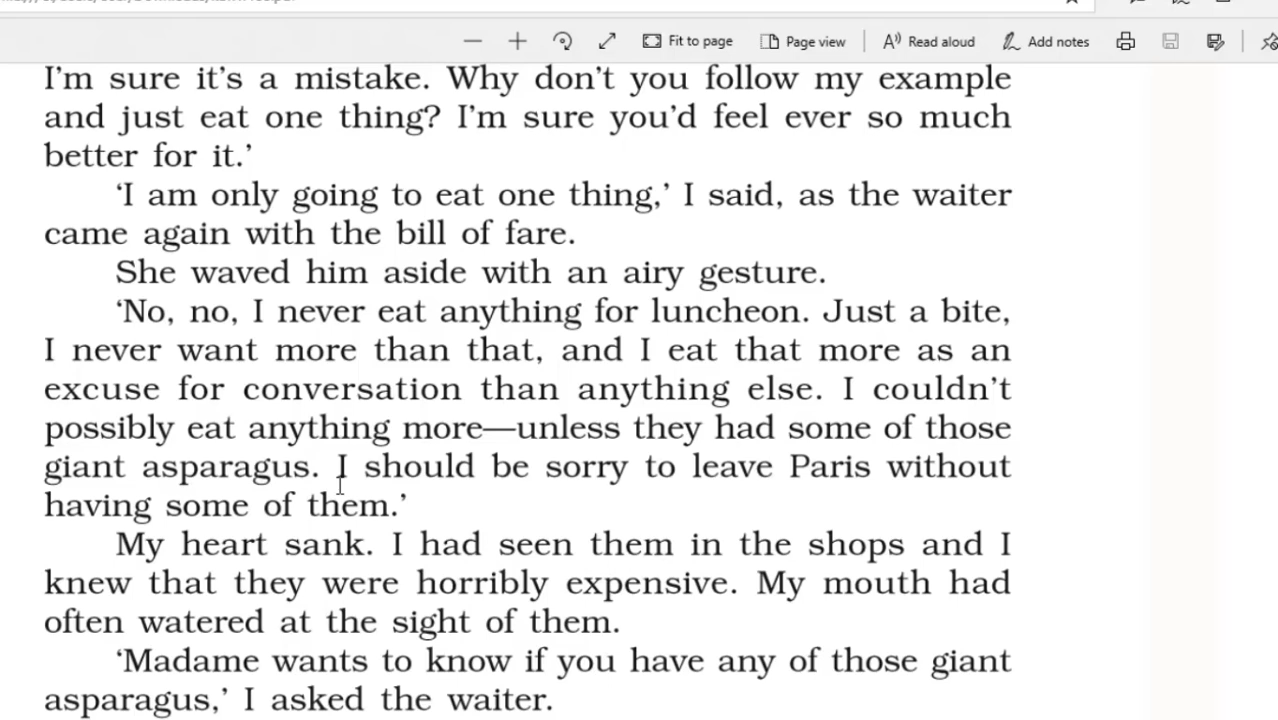 Fit to page
Page view
Read aloud
Add notes
I'm sure it's a mistake. Why don't you follow my example
and just eat one thing? I'm sure you'd feel ever so much
better for it.’
‘I am only going to eat one thing,’ I said, as the waiter
came again with the bill of fare.
She waved him aside with an airy gesture.
‘No, no, I never eat anything for luncheon. Just a bite,
I never want more than that, and I eat that more as an
excuse for conversation than anything else. I couldn't
possibly eat anything more—unless they had some of those
giant asparagus. I should be sorry to leave Paris without
having some of them.’
My heart sank. I had seen them in the shops and I
knew that they were horribly expensive. My mouth had
often watered at the sight of them.
‘Madame wants to know if you have any of those giant
asparagus,’ I asked the waiter.